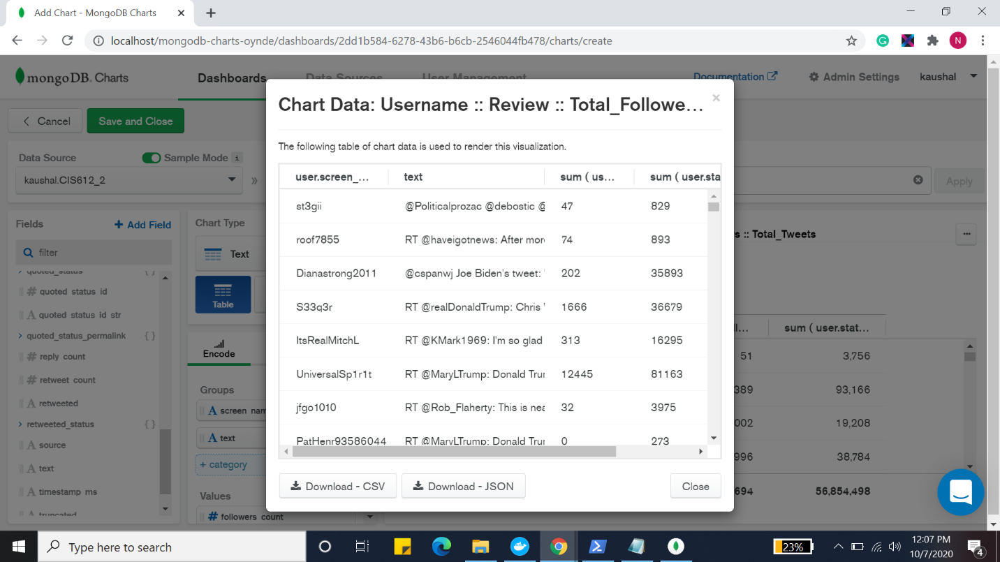 Add Chart - MongoDB Charts
localhost/mongodb-charts-oynde/dashboards/2dd1b584-6278-43b6-b6cb-2546044fb478/charts/create
N
mongoDB. Charts
Dashboards
Data Sources
User Management
Documentation
Admin Settings
kaushal
Cancel
Save and Close
Data Source
Sample Mode
i
kaushal.CIS612_2
Apply
Fields
+ Add Field
filter
quoted_status
# quoted status id
A quoted status id str
quoted_status_permalink { }
# reply count
# retweet count
A retweeted
retweeted_status { }
A source
A text
A timestamp ms
A truncated
Chart Type
Text
Table
Encode
Groups
A screen nam
A text
+ category
Values
# followers count
Chart Data: Username :: Review :: Total_Followe...
×
The following table of chart data is used to render this visualization.
user.screen_... text sum ( us... sum ( user.sta
st3gii @Politicalprozac @debostic @ 47 829
roof7855 RT @haveigotnews: After more 74 893
Dianastrong2011 @cspanwj Joe Biden's tweet: ' 202 35893
S33q3r RT @realDonaldTrump: Chris 1666 36679
ItsRealMitchL RT @KMark1969: I'm so glad 313 16295
UniversalSp1r1t RT @MaryLTrump: Donald Trum 12445 81163
jfgo1010 RT @Rob_Flaherty: This is nea 32 3975
PatHenr93586044 RT @MaryLTrump: Donald Trum 0 273
Download - CSV
Download - JSON
Close
s :: Total_Tweets
...
l... sum ( user.stat...
51 3,756
389 93,166
002 19,208
996 38,784
694 56,854,498
Type here to search
23%
12:07 PM
10/7/2020
4